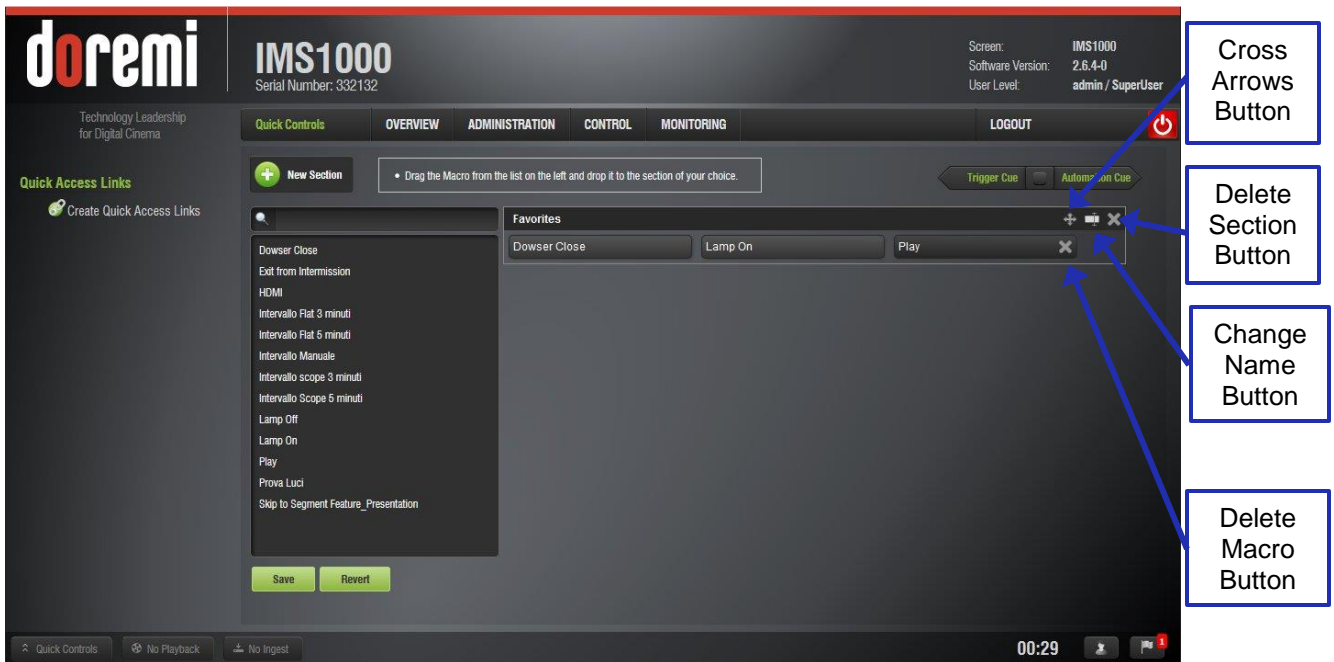 doremi
Technology Leadership
for Digital Cinema
IMS1000
Serial Number: 332132
Screen: IMS1000
Software Version: 2.6.4-0
User Level: admin / SuperUser
Quick Controls OVERVIEW ADMINISTRATION CONTROL MONITORING LOGOUT
Quick Access Links
Create Quick Access Links
New Section
• Drag the Macro from the list on the left and drop it to the section of your choice.
Trigger Cue Automation Cue
Favorites
Dowser Close Lamp On Play
Dowser Close
Exit from Intermission
HDMI
Intervallo Flat 3 minuti
Intervallo Flat 5 minuti
Intervallo Manuale
Intervallo scope 3 minuti
Intervallo Scope 5 minuti
Lamp Off
Lamp On
Play
Prova Luci
Skip to Segment Feature_Presentation
Save Revert
Quick Controls No Playback No Ingest 00:29 1
Cross
Arrows
Button
Delete
Section
Button
Change
Name
Button
Delete
Macro
Button